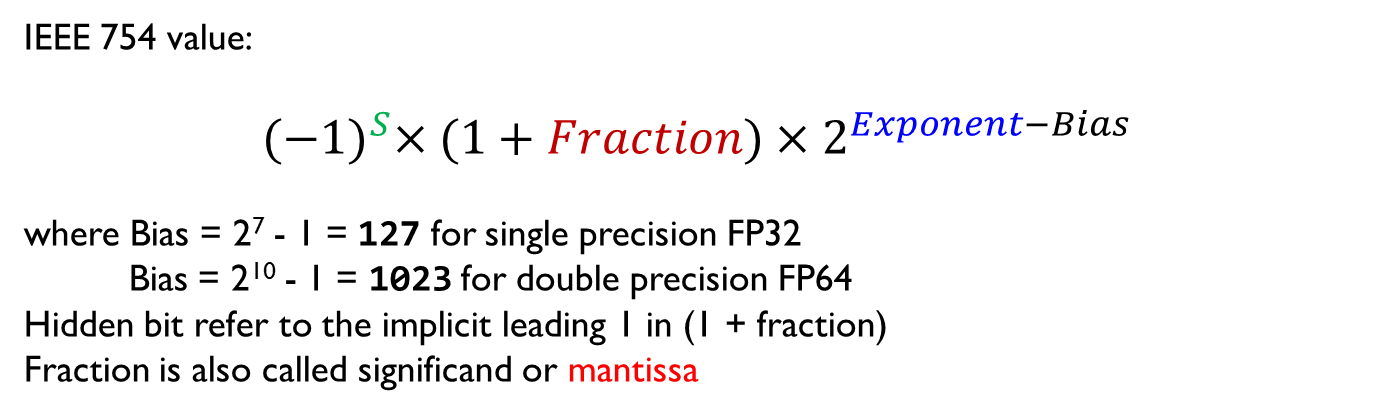 IEEE 754 value:
(−1)^S × (1 + Fraction) × 2^(Exponent−Bias)
where Bias = 2^7 - 1 = 127 for single precision FP32
Bias = 2^10 - 1 = 1023 for double precision FP64
Hidden bit refer to the implicit leading 1 in (1 + fraction)
Fraction is also called significand or mantissa